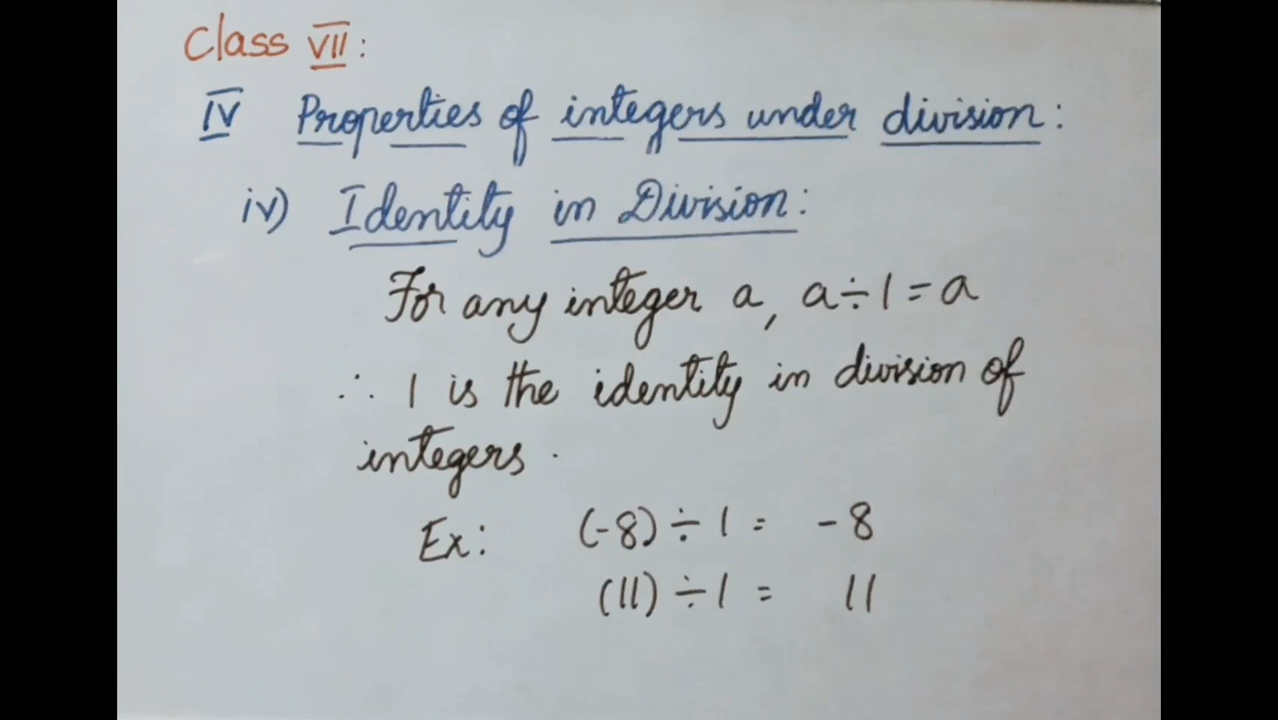 Class VII:
IV Properties of integers under division:
iv) Identity in Division:
For any integer a, a÷1=a
∴ 1 is the identity in division of
integers.
Ex: (-8) ÷ 1 = -8
(11) ÷ 1 = 11